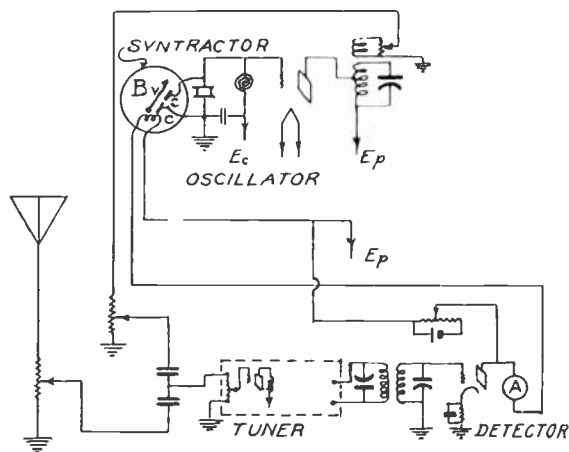 SYNTRACTOR
B v
c
c
Ec
OSCILLATOR
Ep
Ep
A
TUNER
DETECTOR